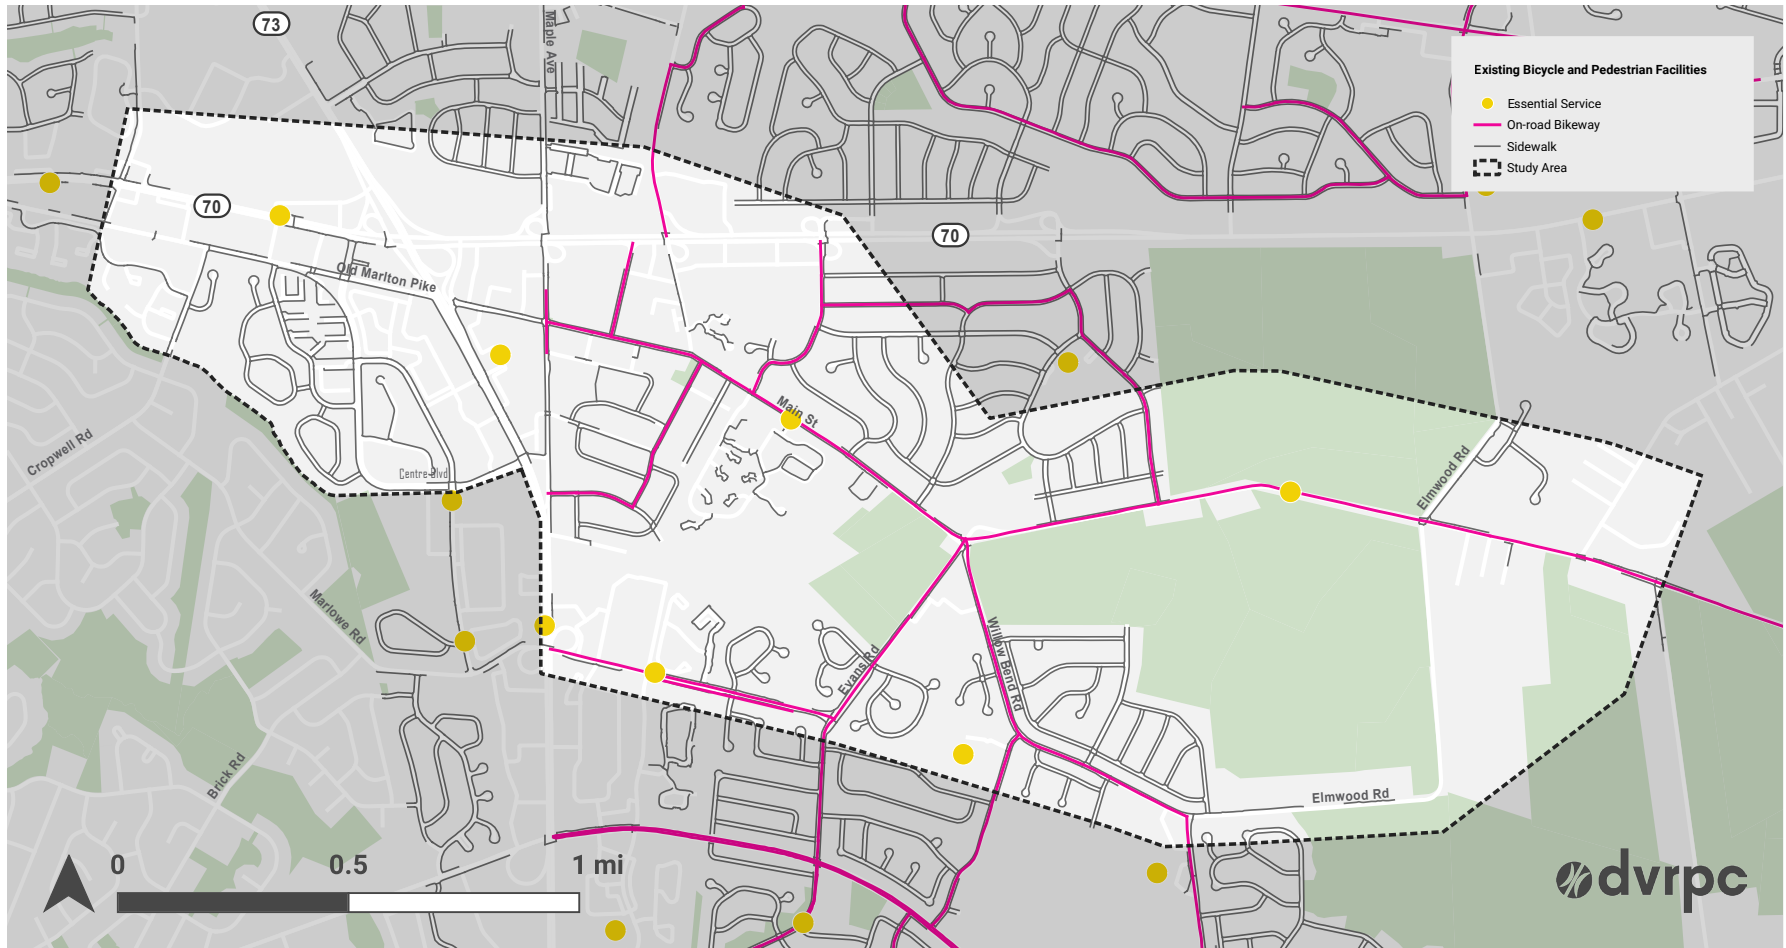 73
Maple Ave
Existing Bicycle and Pedestrian Facilities
Essential Service
On-road Bikeway
Sidewalk
Study Area
70
70
Old Marlton Pike
Main St
Cropwell Rd
Centre Blvd
Elmwood Rd
Marlowe Rd
Evans Rd
Willow Bend Rd
Brick Rd
Elmwood Rd
0 0.5 1 mi
dvrpc